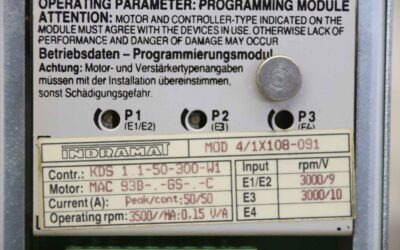 OPERATING PARAMETER: PROGRAMMING MODULE
ATTENTION: MOTOR AND CONTROLLER-TYPE INDICATED ON THE
MODULE MUST AGREE WITH THE DEVICES IN USE. OTHERWISE LACK OF
PERFORMANCE AND DANGER OF DAMAGE MAY OCCUR
Betriebsdaten - Programmierungsmodul
Achtung: Motor- und Verstärkertypenangaben
müssen mit der Installation übereinstimmen,
sonst Schädigungsgefahr.
P1 P2 P3
(E1/E2) (E3) (E4)
INDRAMAT MOD 4/1X108-091
Contr.: KDS 1.1-50-300-W1 Input rpm/V
Motor: MAC 93B-.-GS-.-C E1/E2 3000/9
Current (A): Peak/cont:50/50 E3 3000/10
Operating rpm: 3500//MA:0,15 V/A E4